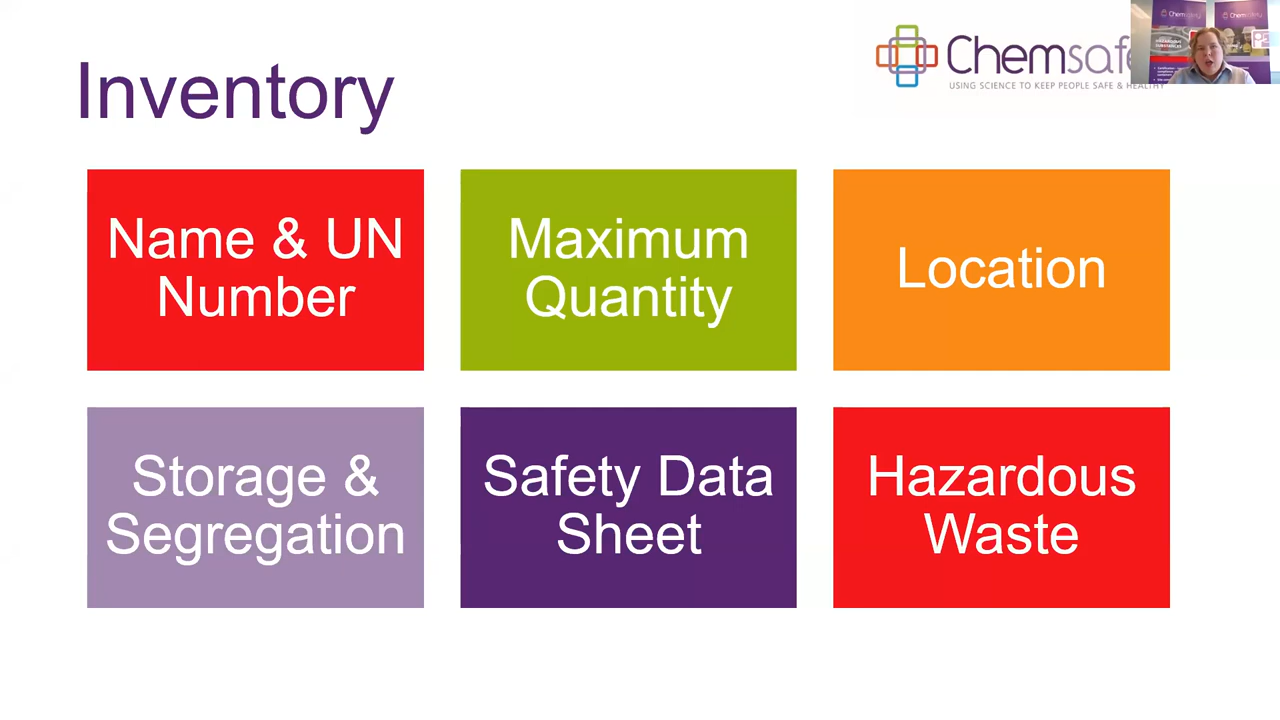 Inventory
Chemsafe
USING SCIENCE TO KEEP PEOPLE SAFE & HEALTHY
Name & UN
Number
Maximum
Quantity
Location
Storage &
Segregation
Safety Data
Sheet
Hazardous
Waste